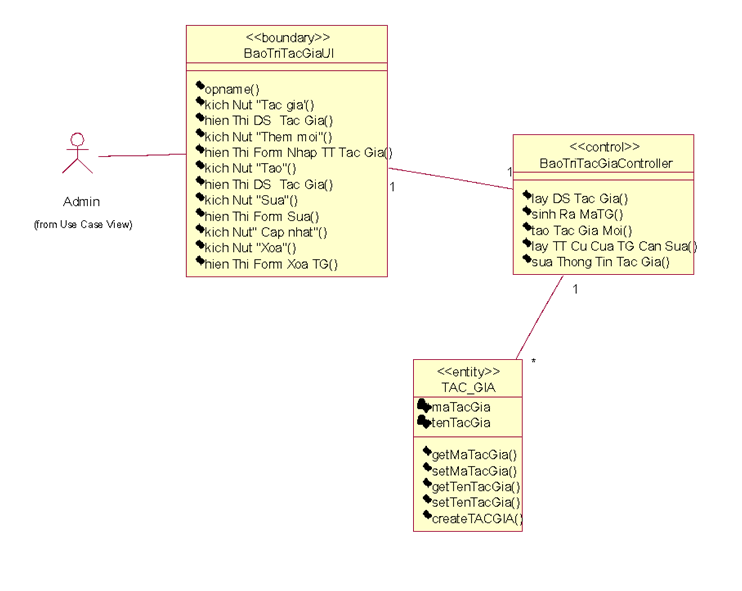 <<boundary>>
BaoTriTacGiaUI
opname()
kich Nut "Tac gia'()
hien Thi DS  Tac Gia()
kich Nut "Them moi"()
hien Thi Form Nhap TT Tac Gia()
kich Nut "Tao"()
hien Thi DS  Tac Gia()
kich Nut "Sua"()
hien Thi Form Sua()
kich Nut" Cap nhat"()
kich Nut "Xoa"()
hien Thi Form Xoa TG()
Admin
(from Use Case View)
1
1
<<control>>
BaoTriTacGiaController
lay DS Tac Gia()
sinh Ra MaTG()
tao Tac Gia Moi()
lay TT Cu Cua TG Can Sua()
sua Thong Tin Tac Gia()
1
*
<<entity>>
TAC_GIA
maTacGia
tenTacGia
getMaTacGia()
setMaTacGia()
getTenTacGia()
setTenTacGia()
createTACGIA()